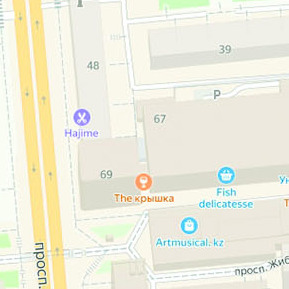 39
48
P
67
Hajime
69
The крышка
Fish
delicatesse
Artmusical.kz
просп.
просп. Жиб